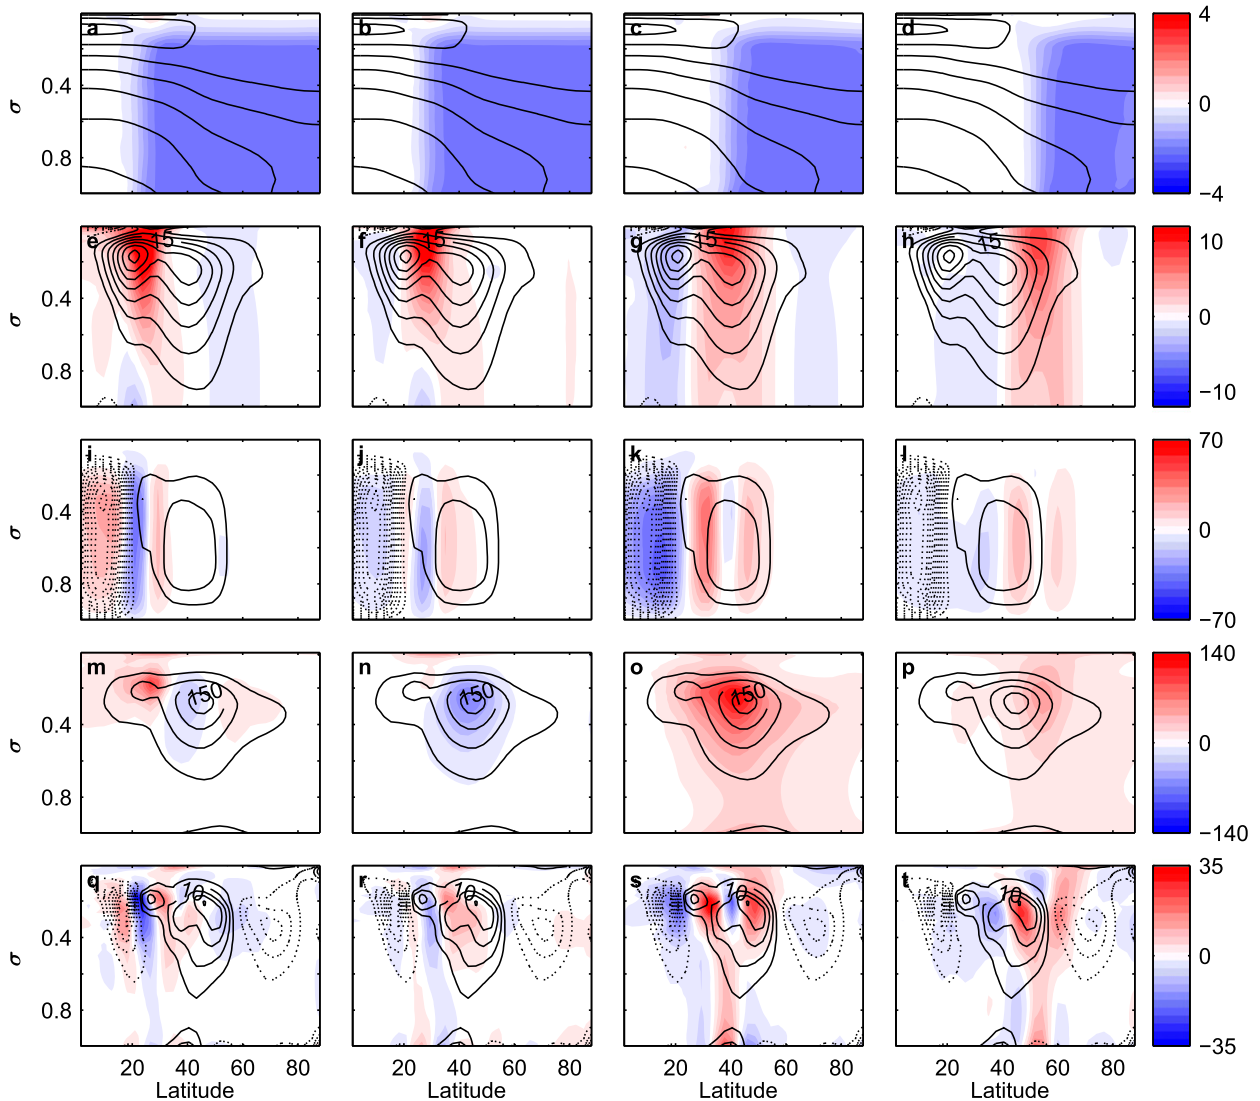 a b c d 4
0.4 0
0.8 −4
σ
e 15 f 15 g 15 h 15 10
0.4 0
0.8 −10
σ
i j k l 70
0.4 0
0.8 −70
σ
m 150 n 150 o 150 p 140
0.4 0
0.8 −140
σ
q 10 r 10 s 10 t 10 35
0.4 0
0.8 −35
σ
20 40 60 80 20 40 60 80 20 40 60 80 20 40 60 80
Latitude Latitude Latitude Latitude